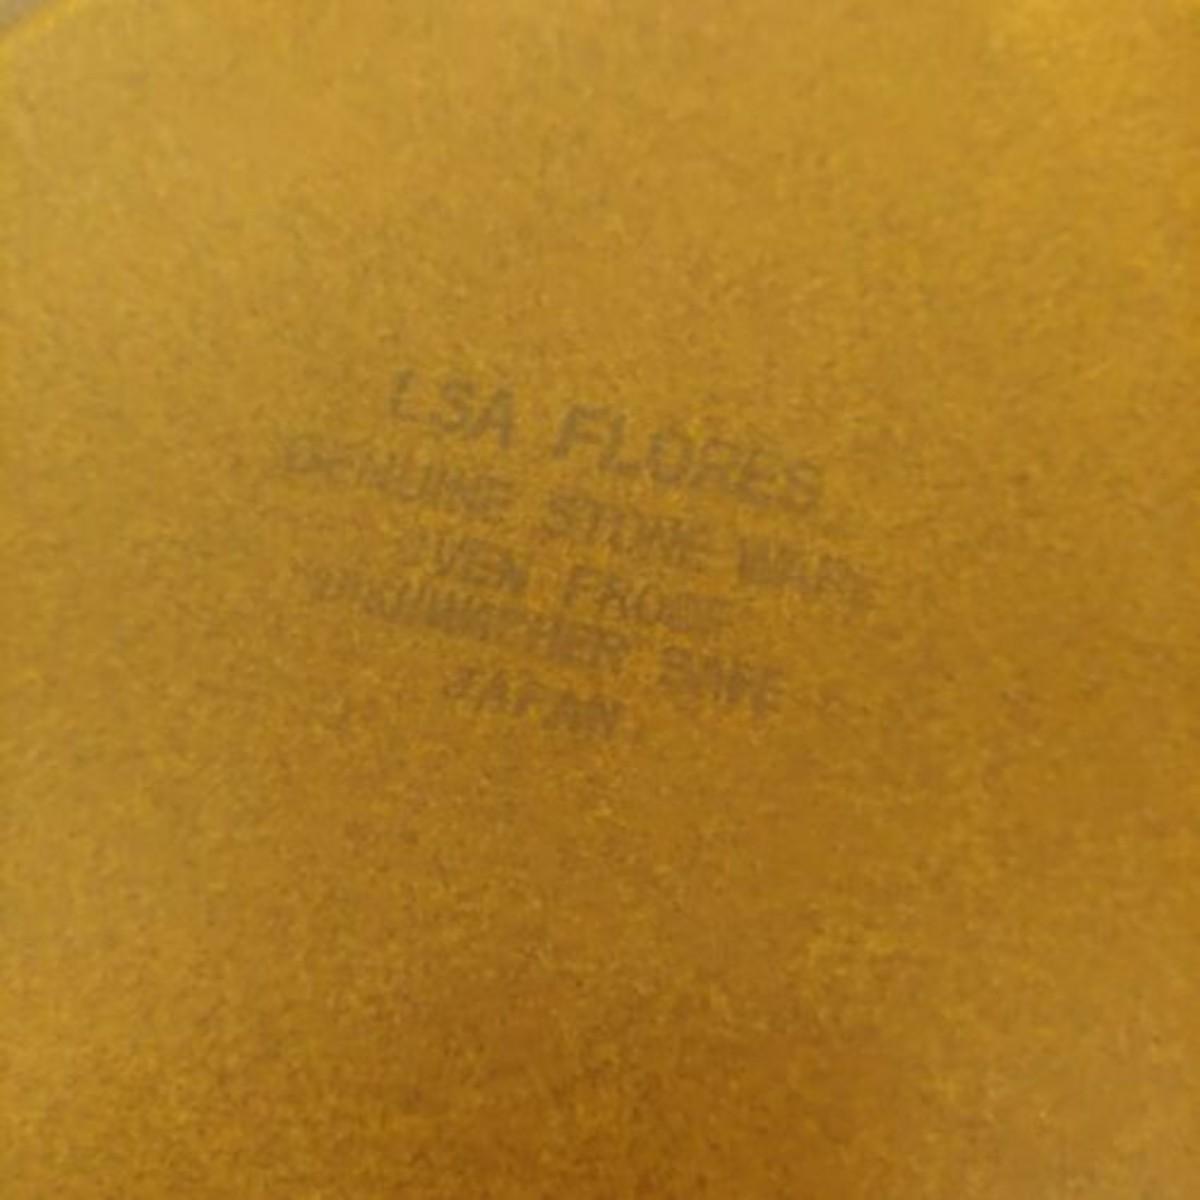 LSA FLORES
GENUINE STONE WARE
OVEN PROOF
DISHWASHER SAFE
JAPAN